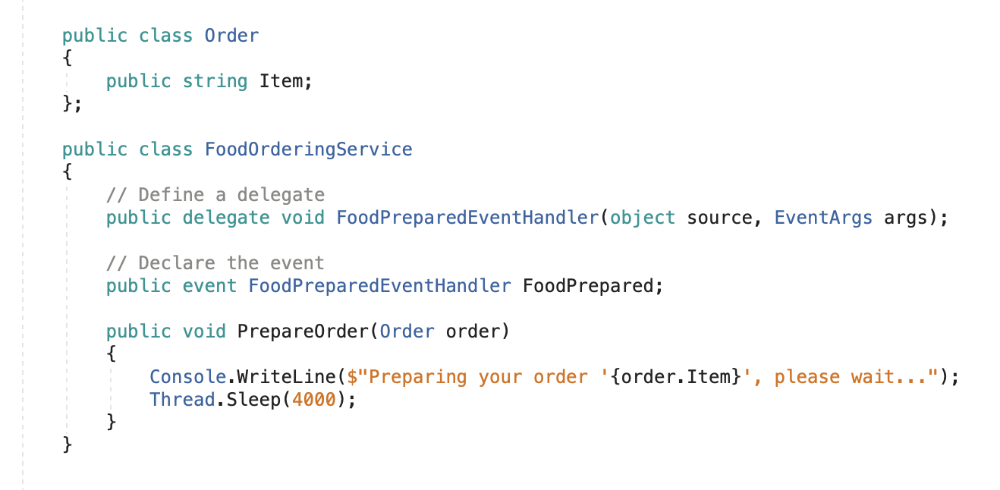 public class Order
{
    public string Item;
};

public class FoodOrderingService
{
    // Define a delegate
    public delegate void FoodPreparedEventHandler(object source, EventArgs args);

    // Declare the event
    public event FoodPreparedEventHandler FoodPrepared;

    public void PrepareOrder(Order order)
    {
        Console.WriteLine($"Preparing your order '{order.Item}', please wait...");
        Thread.Sleep(4000);
    }
}